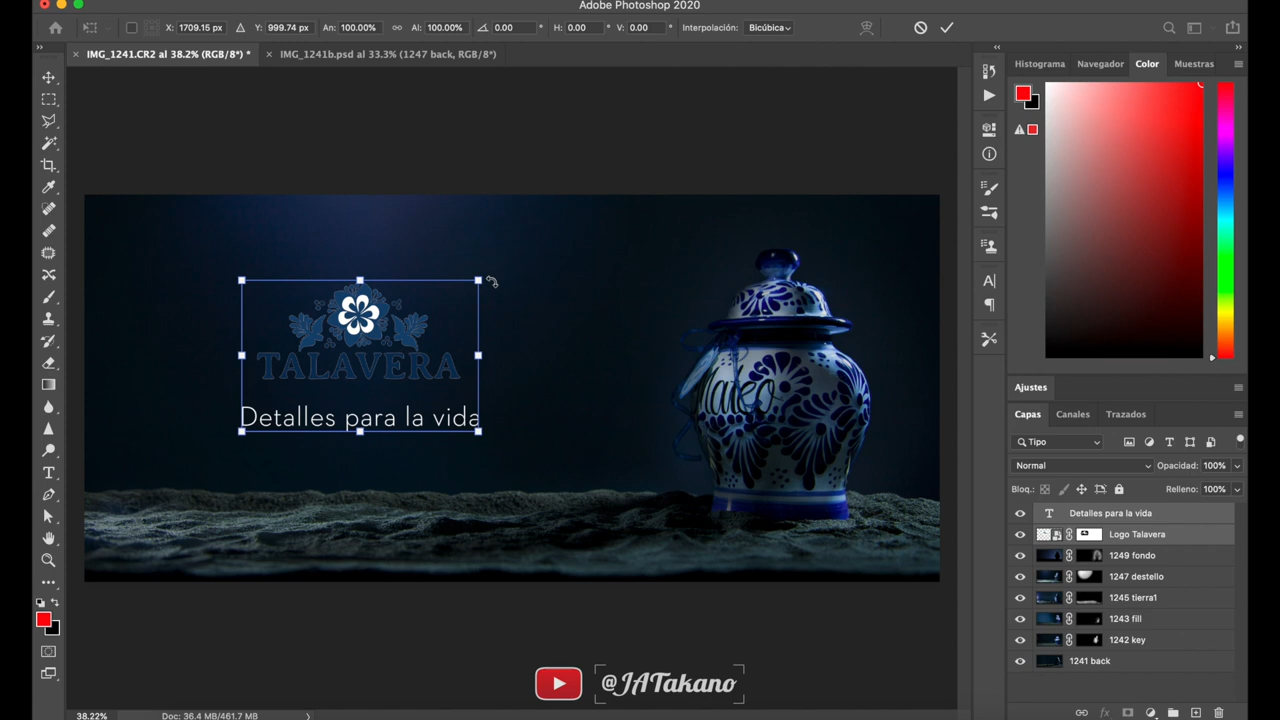 Adobe Photoshop 2020
X: 1709.15 px Y: 999.74 px An: 100.00% Al: 100.00% 0.00 ° H: 0.00 ° V: 0.00 ° Interpolación: Bicúbica
× IMG_1241.CR2 al 38.2% (RGB/8*) * × IMG_1241b.psd al 33.3% (1247 back, RGB/8*)
Histograma Navegador Color Muestras
TALAVERA
Detalles para la vida
Mateo
Ajustes
Capas Canales Trazados
Tipo
Normal Opacidad: 100%
Bloq.: Relleno: 100%
T Detalles para la vida
Logo Talavera
1249 fondo
1247 destello
1245 tierra1
1243 fill
1242 key
1241 back
@JATakano
38.22% Doc: 36.4 MB/461.7 MB